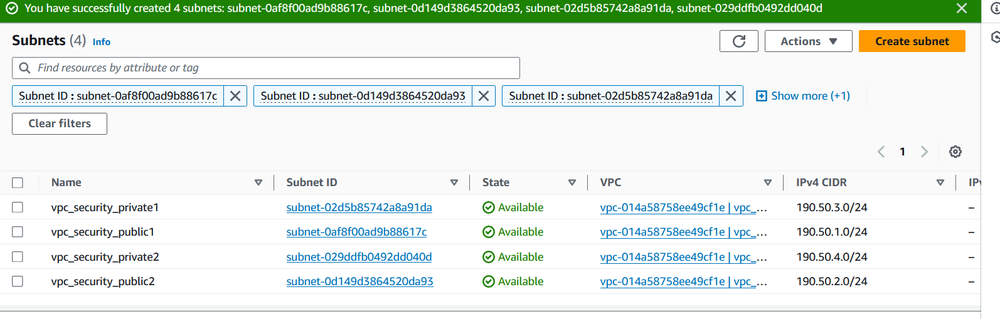 You have successfully created 4 subnets: subnet-0af8f00ad9b88617c, subnet-0d149d3864520da93, subnet-02d5b85742a8a91da, subnet-029ddfb0492dd040d
Subnets (4) Info
Actions
Create subnet
Find resources by attribute or tag
Subnet ID : subnet-0af8f00ad9b88617c
Subnet ID : subnet-0d149d3864520da93
Subnet ID : subnet-02d5b85742a8a91da
Show more (+1)
Clear filters
1
Name Subnet ID State VPC IPv4 CIDR IPv
vpc_security_private1 subnet-02d5b85742a8a91da Available vpc-014a58758ee49cf1e | vpc_... 190.50.3.0/24 –
vpc_security_public1 subnet-0af8f00ad9b88617c Available vpc-014a58758ee49cf1e | vpc_... 190.50.1.0/24 –
vpc_security_private2 subnet-029ddfb0492dd040d Available vpc-014a58758ee49cf1e | vpc_... 190.50.4.0/24 –
vpc_security_public2 subnet-0d149d3864520da93 Available vpc-014a58758ee49cf1e | vpc_... 190.50.2.0/24 –